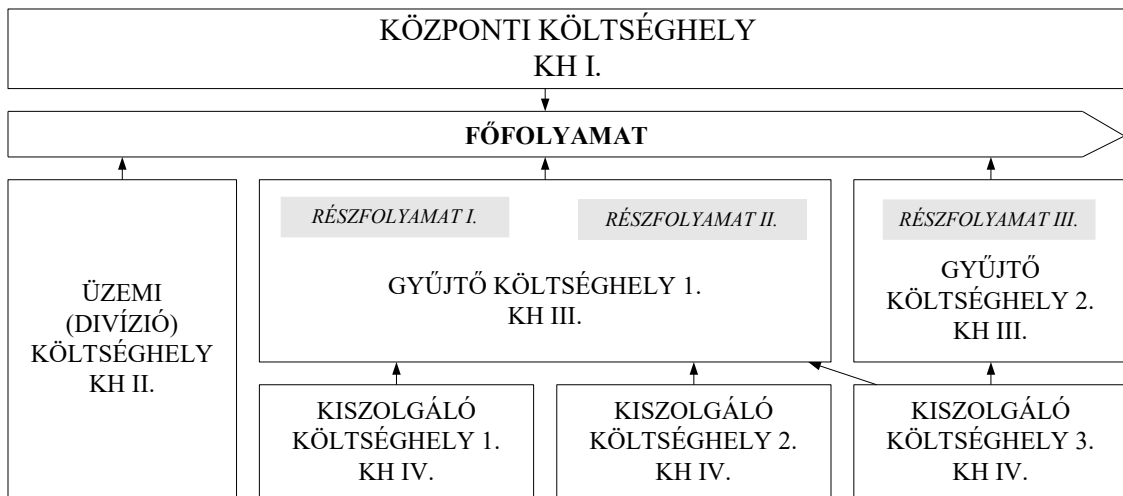 KÖZPONTI KÖLTSÉGHELY
KH I.
FŐFOLYAMAT
ÜZEMI
(DIVÍZIÓ)
KÖLTSÉGHELY
KH II.
RÉSZFOLYAMAT I.
RÉSZFOLYAMAT II.
GYŰJTŐ KÖLTSÉGHELY 1.
KH III.
RÉSZFOLYAMAT III.
GYŰJTŐ
KÖLTSÉGHELY 2.
KH III.
KISZOLGÁLÓ
KÖLTSÉGHELY 1.
KH IV.
KISZOLGÁLÓ
KÖLTSÉGHELY 2.
KH IV.
KISZOLGÁLÓ
KÖLTSÉGHELY 3.
KH IV.